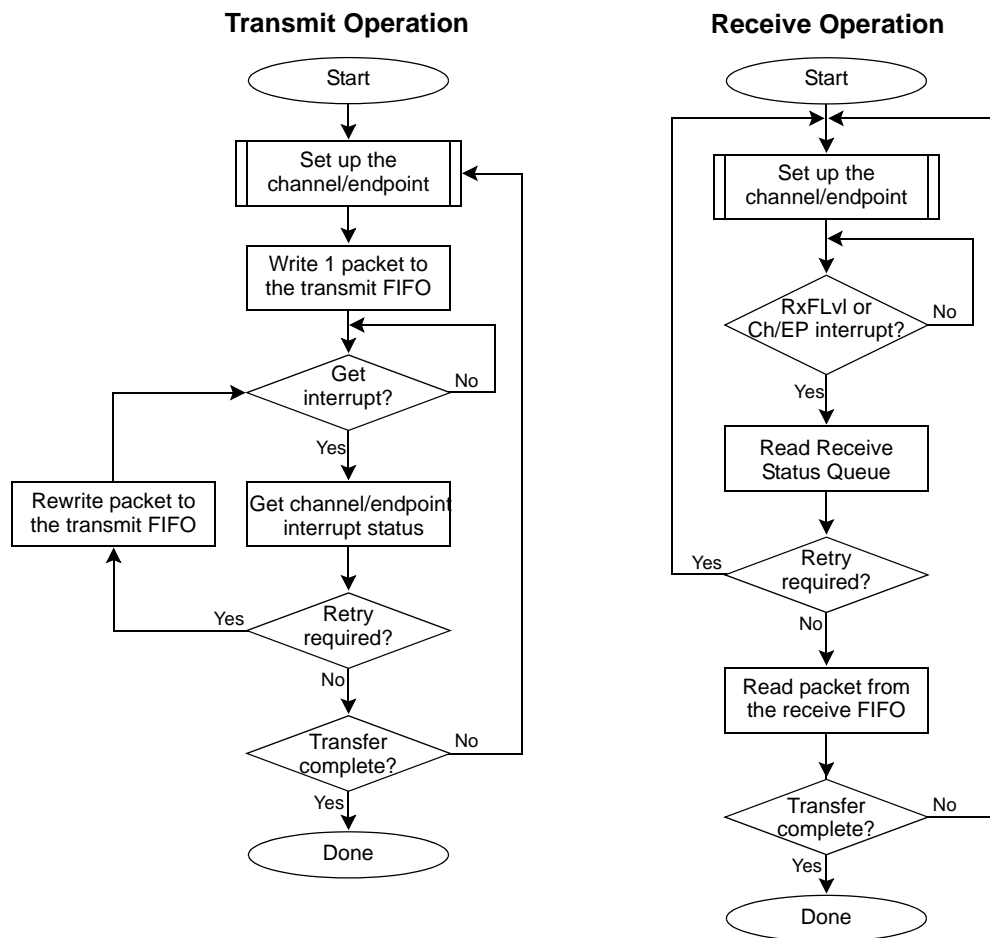 Transmit Operation
Start
Set up the
channel/endpoint
Write 1 packet to
the transmit FIFO
Get
interrupt?
No
Yes
Rewrite packet to
the transmit FIFO
Get channel/endpoint
interrupt status
Yes
Retry
required?
No
Transfer
complete?
No
Yes
Done
Receive Operation
Start
Set up the
channel/endpoint
RxFLvl or
Ch/EP interrupt?
No
Yes
Read Receive
Status Queue
Yes
Retry
required?
No
Read packet from
the receive FIFO
Transfer
complete?
No
Yes
Done